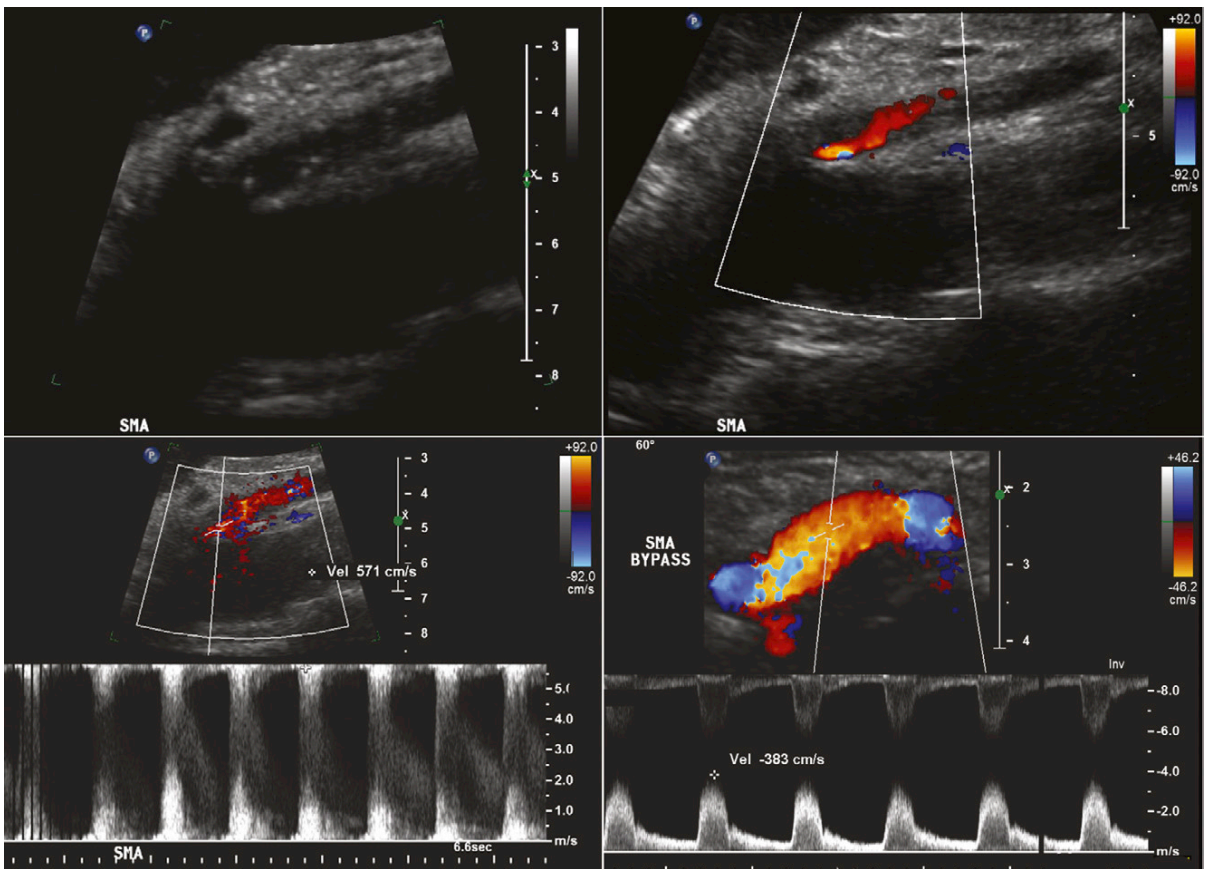 P
3
4
X
5
6
7
8
SMA
P
+92.0
X
5
-92.0
cm/s
SMA
P
+92.0
3
4
X
5
6
Vel 571 cm/s
-92.0
cm/s
7
8
4.0
3.0
2.0
1.0
m/s
SMA
6.6sec
60°
P
+46.2
X
2
SMA
BYPASS
3
-46.2
cm/s
4
Inv
-8.0
-6.0
Vel -383 cm/s
-4.0
-2.0
m/s